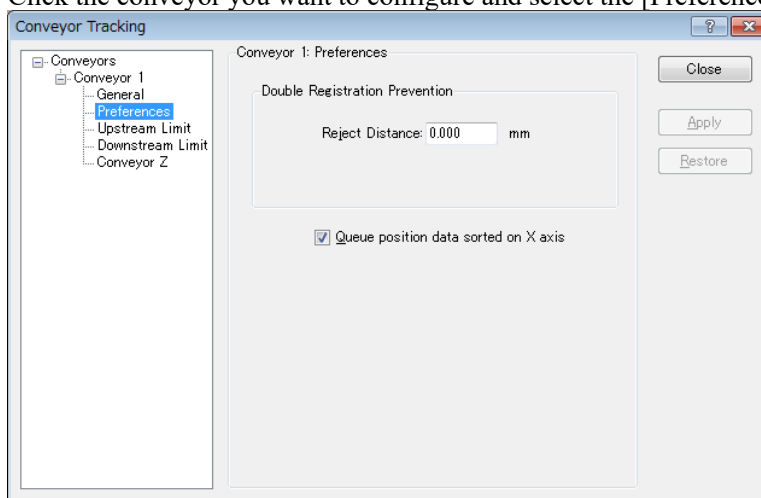 Click the conveyor you want to configure and select the [Preference
Conveyor Tracking
Conveyors
Conveyor 1
General
Preferences
Upstream Limit
Downstream Limit
Conveyor Z
Conveyor 1: Preferences
Double Registration Prevention
Reject Distance: 0.000 mm
Queue position data sorted on X axis
Close
Apply
Restore